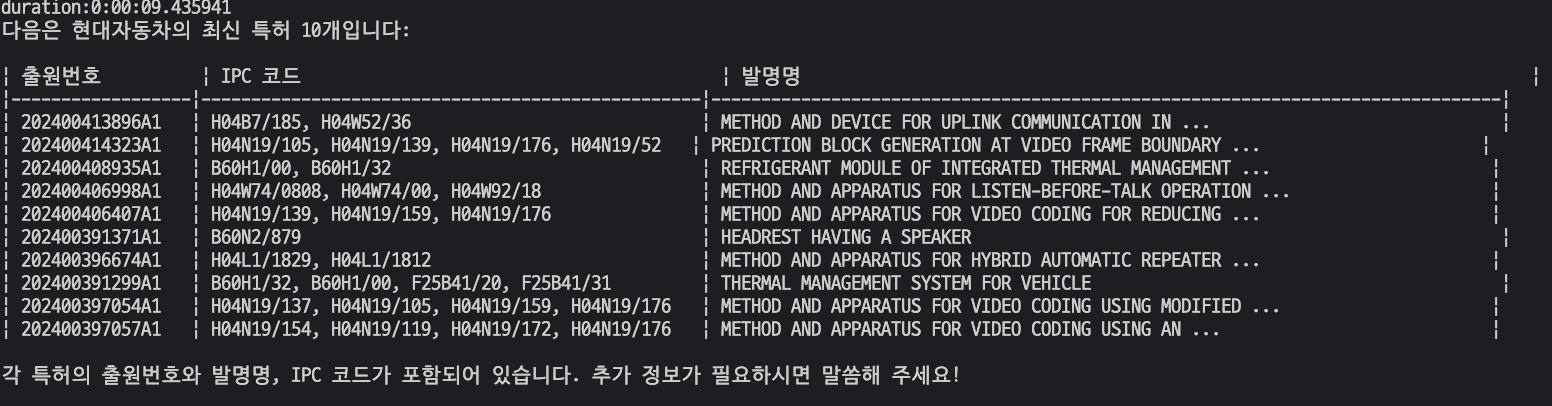 duration:0:00:09.435941
다음은 현대자동차의 최신 특허 10개입니다:
| 출원번호 | IPC 코드 | 발명명 |
|------------------|--------------------------------------------------|-------------------------------------------------------------------------------|
| 202400413896A1 | H04B7/185, H04W52/36 | METHOD AND DEVICE FOR UPLINK COMMUNICATION IN ... |
| 202400414323A1 | H04N19/105, H04N19/139, H04N19/176, H04N19/52 | PREDICTION BLOCK GENERATION AT VIDEO FRAME BOUNDARY ... |
| 202400408935A1 | B60H1/00, B60H1/32 | REFRIGERANT MODULE OF INTEGRATED THERMAL MANAGEMENT ... |
| 202400406998A1 | H04W74/0808, H04W74/00, H04W92/18 | METHOD AND APPARATUS FOR LISTEN-BEFORE-TALK OPERATION ... |
| 202400406407A1 | H04N19/139, H04N19/159, H04N19/176 | METHOD AND APPARATUS FOR VIDEO CODING FOR REDUCING ... |
| 202400391371A1 | B60N2/879 | HEADREST HAVING A SPEAKER |
| 202400396674A1 | H04L1/1829, H04L1/1812 | METHOD AND APPARATUS FOR HYBRID AUTOMATIC REPEATER ... |
| 202400391299A1 | B60H1/32, B60H1/00, F25B41/20, F25B41/31 | THERMAL MANAGEMENT SYSTEM FOR VEHICLE |
| 202400397054A1 | H04N19/137, H04N19/105, H04N19/159, H04N19/176 | METHOD AND APPARATUS FOR VIDEO CODING USING MODIFIED ... |
| 202400397057A1 | H04N19/154, H04N19/119, H04N19/172, H04N19/176 | METHOD AND APPARATUS FOR VIDEO CODING USING AN ... |
각 특허의 출원번호와 발명명, IPC 코드가 포함되어 있습니다. 추가 정보가 필요하시면 말씀해 주세요!